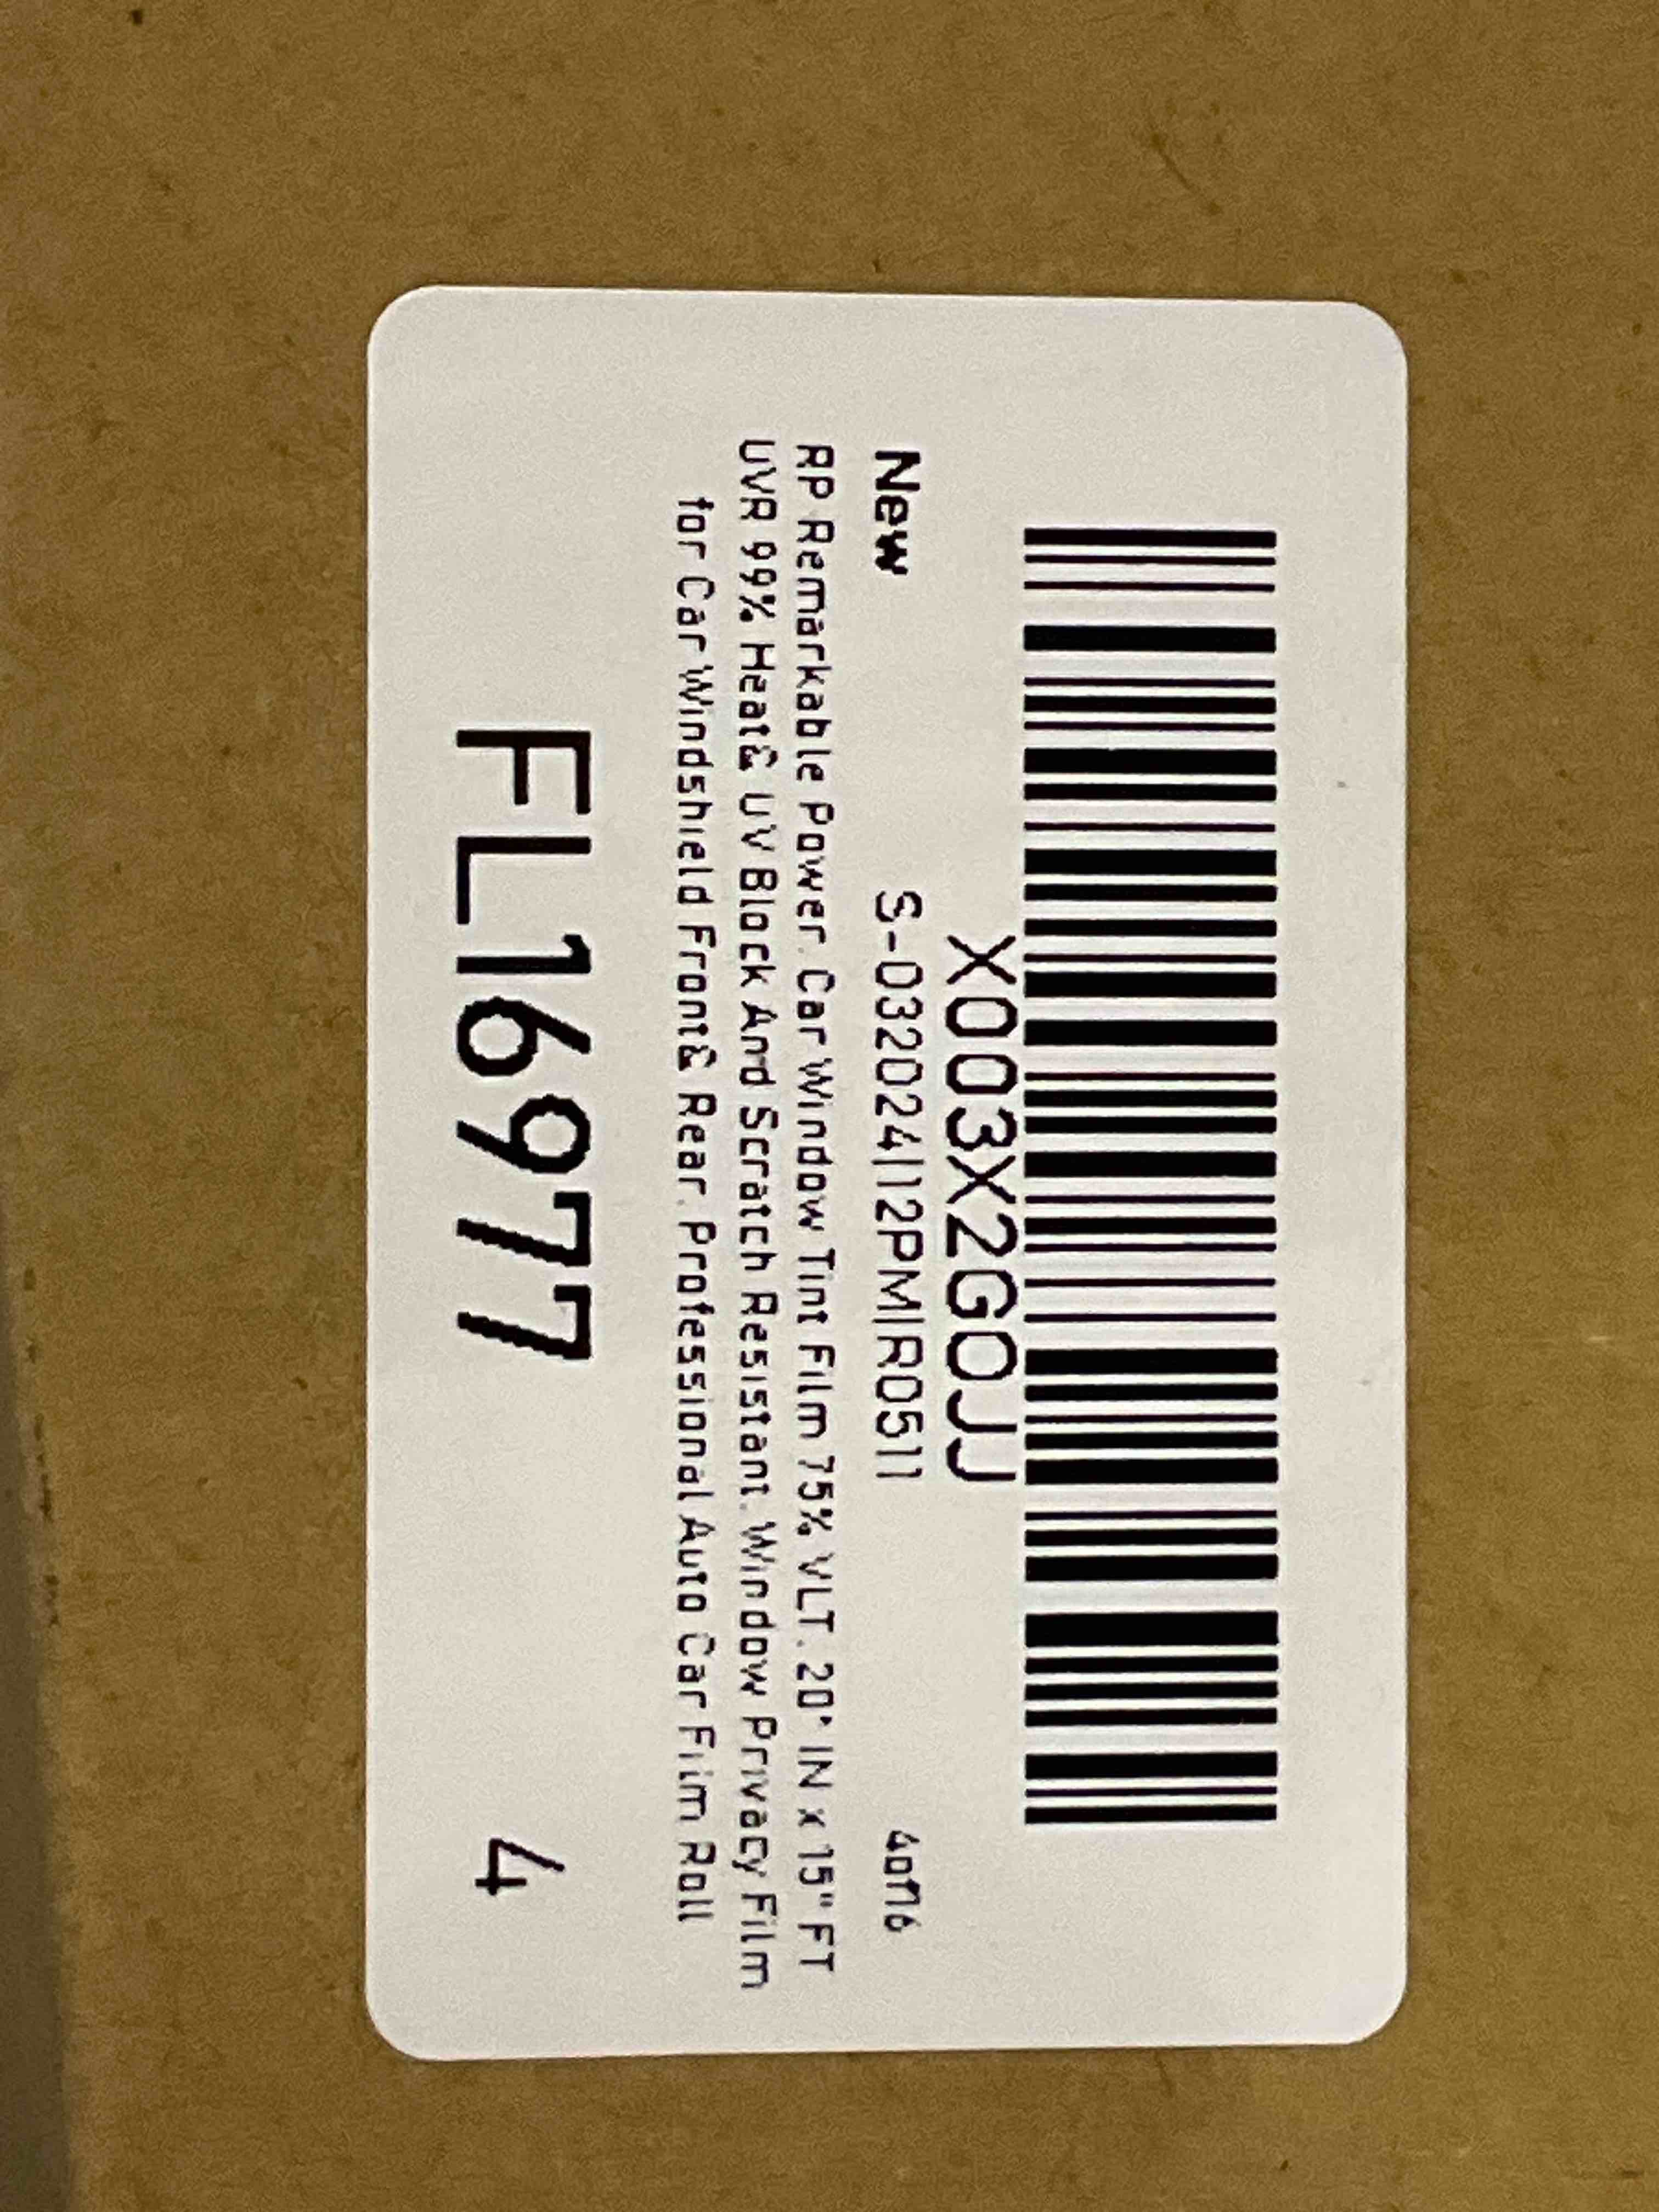 X003X2GOJJ
S-032024112PMIR0511
New 4of16
RP Remarkable Power. Car Window Tint Film 75% VLT. 20" IN x 15" FT
UVR 99% Heat& UV Block And Scratch Resistant. Window Privacy Film
for Car Windshield Front& Rear. Professional Auto Car Film Roll
FL16977 4